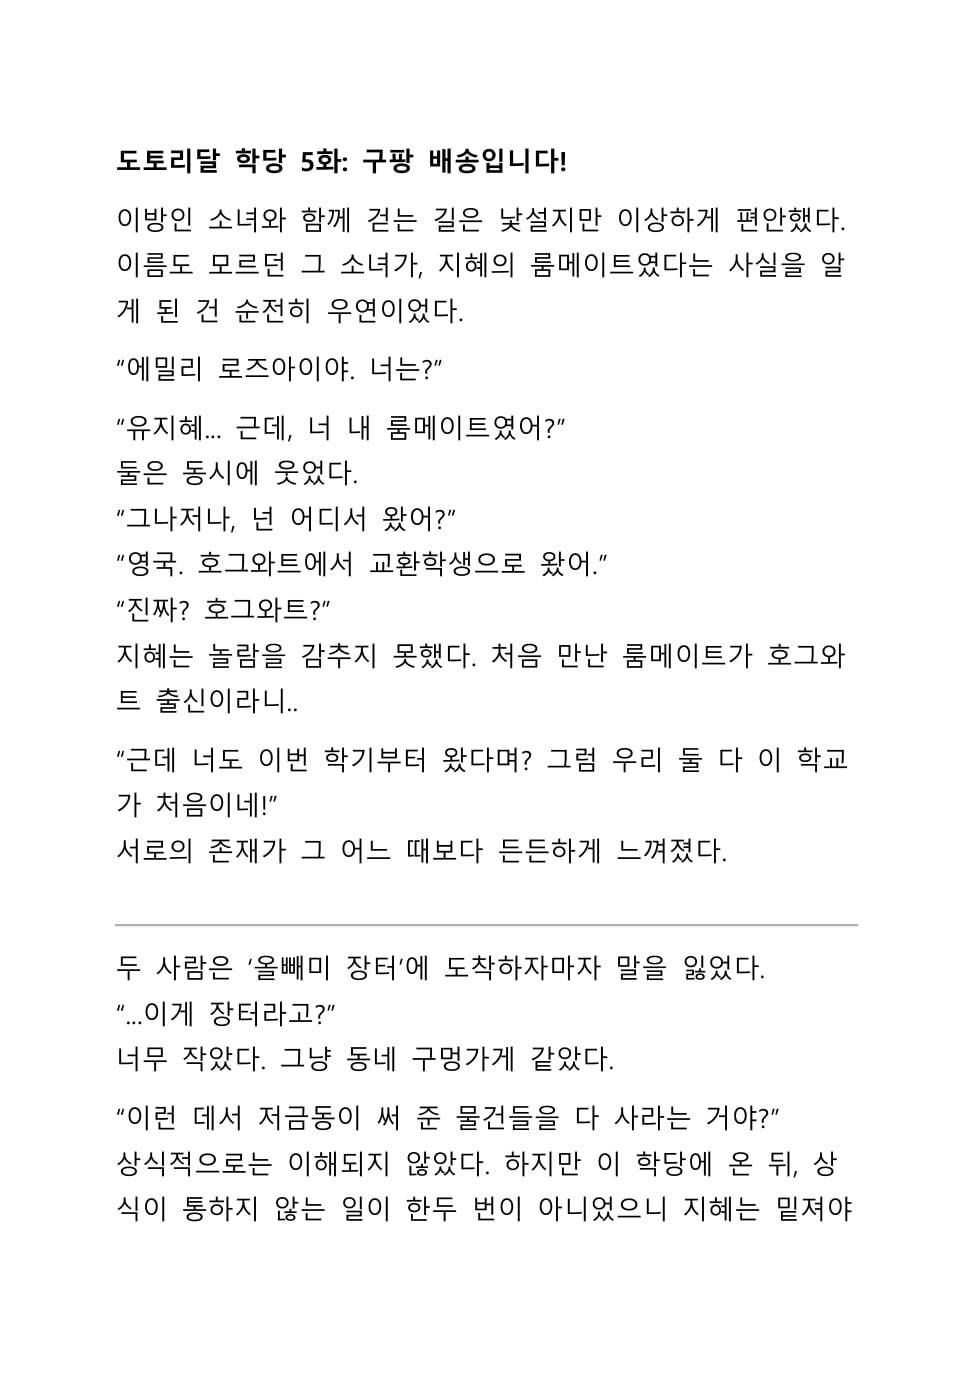 도토리달 학당 5화: 구팡 배송입니다!
이방인 소녀와 함께 걷는 길은 낯설지만 이상하게 편안했다.
이름도 모르던 그 소녀가, 지혜의 룸메이트였다는 사실을 알
게 된 건 순전히 우연이었다.
“에밀리 로즈아이야. 너는?”
“유지혜... 근데, 너 내 룸메이트였어?”
둘은 동시에 웃었다.
“그나저나, 넌 어디서 왔어?”
“영국. 호그와트에서 교환학생으로 왔어.”
“진짜? 호그와트?”
지혜는 놀람을 감추지 못했다. 처음 만난 룸메이트가 호그와
트 출신이라니..
“근데 너도 이번 학기부터 왔다며? 그럼 우리 둘 다 이 학교
가 처음이네!”
서로의 존재가 그 어느 때보다 든든하게 느껴졌다.
두 사람은 ‘올빼미 장터’에 도착하자마자 말을 잃었다.
“...이게 장터라고?”
너무 작았다. 그냥 동네 구멍가게 같았다.
“이런 데서 저금동이 써 준 물건들을 다 사라는 거야?”
상식적으로는 이해되지 않았다. 하지만 이 학당에 온 뒤, 상
식이 통하지 않는 일이 한두 번이 아니었으니 지혜는 밑져야